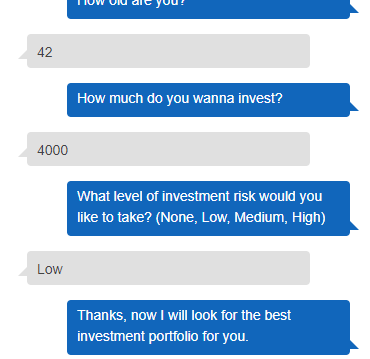 How old are you?
42
How much do you wanna invest?
4000
What level of investment risk would you
like to take? (None, Low, Medium, High)
Low
Thanks, now I will look for the best
investment portfolio for you.